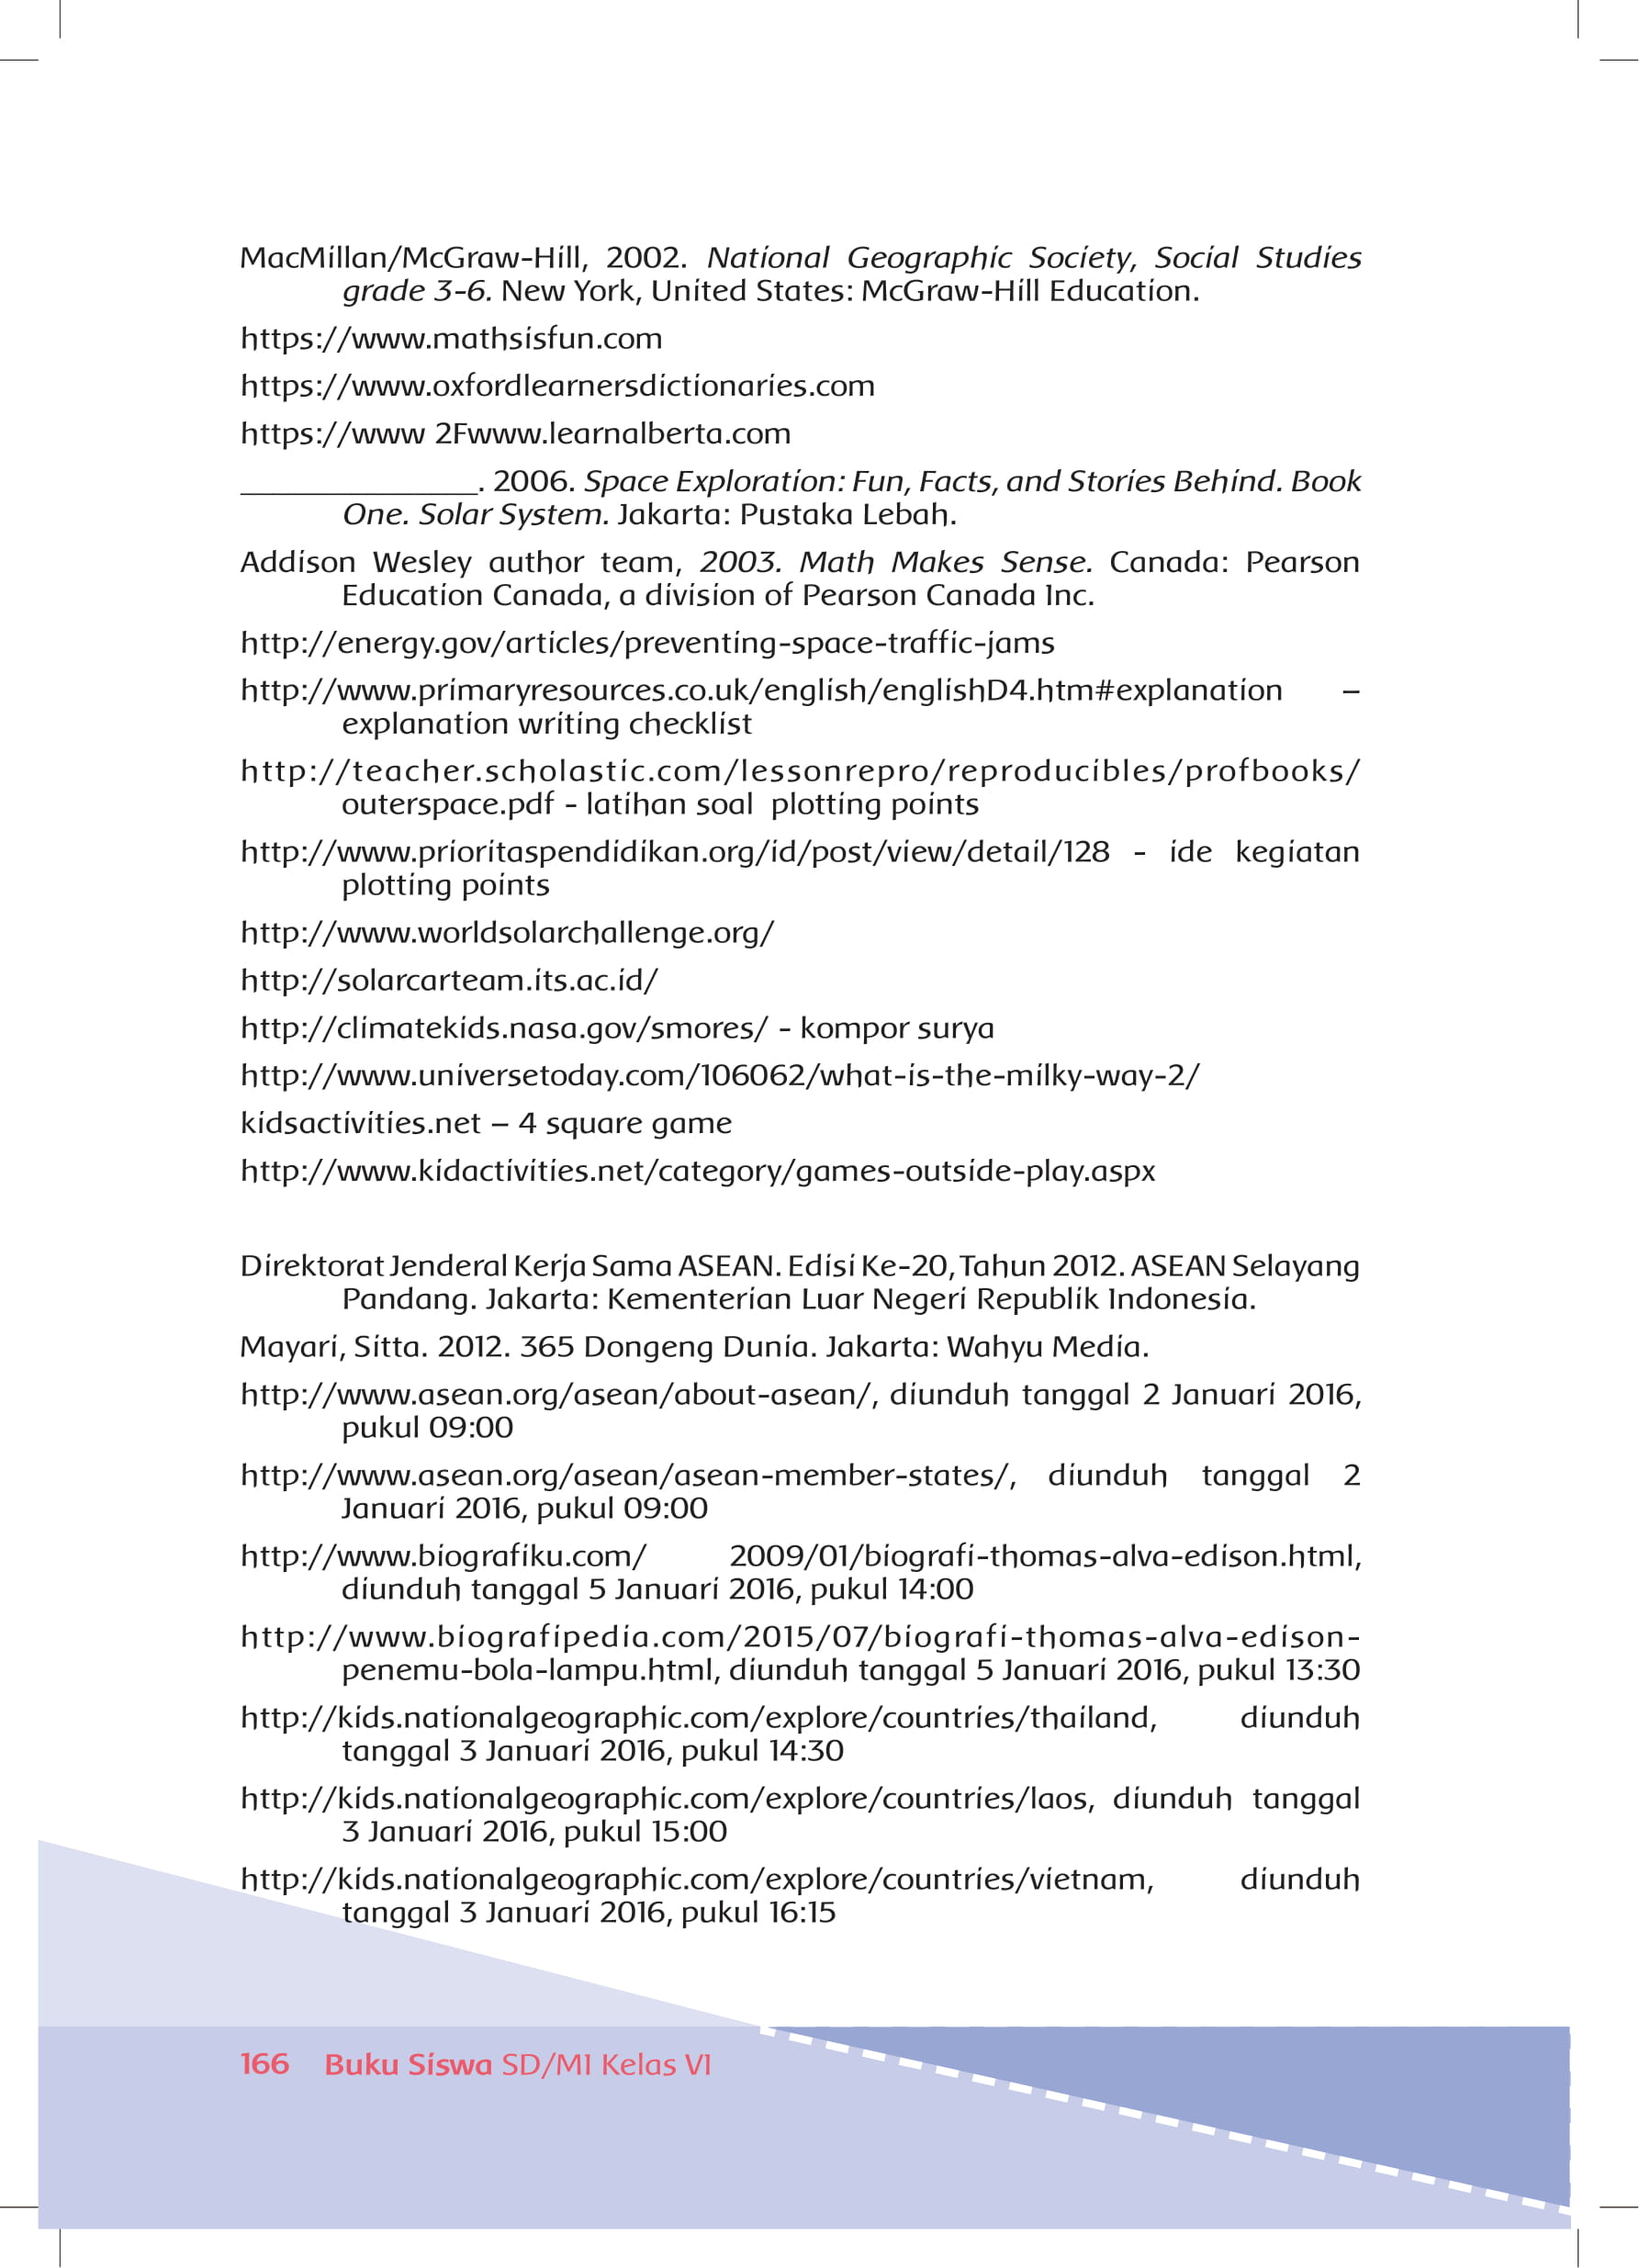 MacMillan/McGraw-Hill, 2002. National Geographic Society, Social Studies
grade 3-6. New York, United States: McGraw-Hill Education.
https://www.mathsisfun.com
https://www.oxfordlearnersdictionaries.com
https://www 2Fwww.learnalberta.com
_______________. 2006. Space Exploration: Fun, Facts, and Stories Behind. Book
One. Solar System. Jakarta: Pustaka Lebah.
Addison Wesley author team, 2003. Math Makes Sense. Canada: Pearson
Education Canada, a division of Pearson Canada Inc.
http://energy.gov/articles/preventing-space-traffic-jams
http://www.primaryresources.co.uk/english/englishD4.htm#explanation –
explanation writing checklist
http://teacher.scholastic.com/lessonrepro/reproducibles/profbooks/
outerspace.pdf - latihan soal plotting points
http://www.prioritaspendidikan.org/id/post/view/detail/128 - ide kegiatan
plotting points
http://www.worldsolarchallenge.org/
http://solarcarteam.its.ac.id/
http://climatekids.nasa.gov/smores/ - kompor surya
http://www.universetoday.com/106062/what-is-the-milky-way-2/
kidsactivities.net – 4 square game
http://www.kidactivities.net/category/games-outside-play.aspx
Direktorat Jenderal Kerja Sama ASEAN. Edisi Ke-20, Tahun 2012. ASEAN Selayang
Pandang. Jakarta: Kementerian Luar Negeri Republik Indonesia.
Mayari, Sitta. 2012. 365 Dongeng Dunia. Jakarta: Wahyu Media.
http://www.asean.org/asean/about-asean/, diunduh tanggal 2 Januari 2016,
pukul 09:00
http://www.asean.org/asean/asean-member-states/, diunduh tanggal 2
Januari 2016, pukul 09:00
http://www.biografiku.com/ 2009/01/biografi-thomas-alva-edison.html,
diunduh tanggal 5 Januari 2016, pukul 14:00
http://www.biografipedia.com/2015/07/biografi-thomas-alva-edison-
penemu-bola-lampu.html, diunduh tanggal 5 Januari 2016, pukul 13:30
http://kids.nationalgeographic.com/explore/countries/thailand, diunduh
tanggal 3 Januari 2016, pukul 14:30
http://kids.nationalgeographic.com/explore/countries/laos, diunduh tanggal
3 Januari 2016, pukul 15:00
http://kids.nationalgeographic.com/explore/countries/vietnam, diunduh
tanggal 3 Januari 2016, pukul 16:15
166 Buku Siswa SD/MI Kelas VI